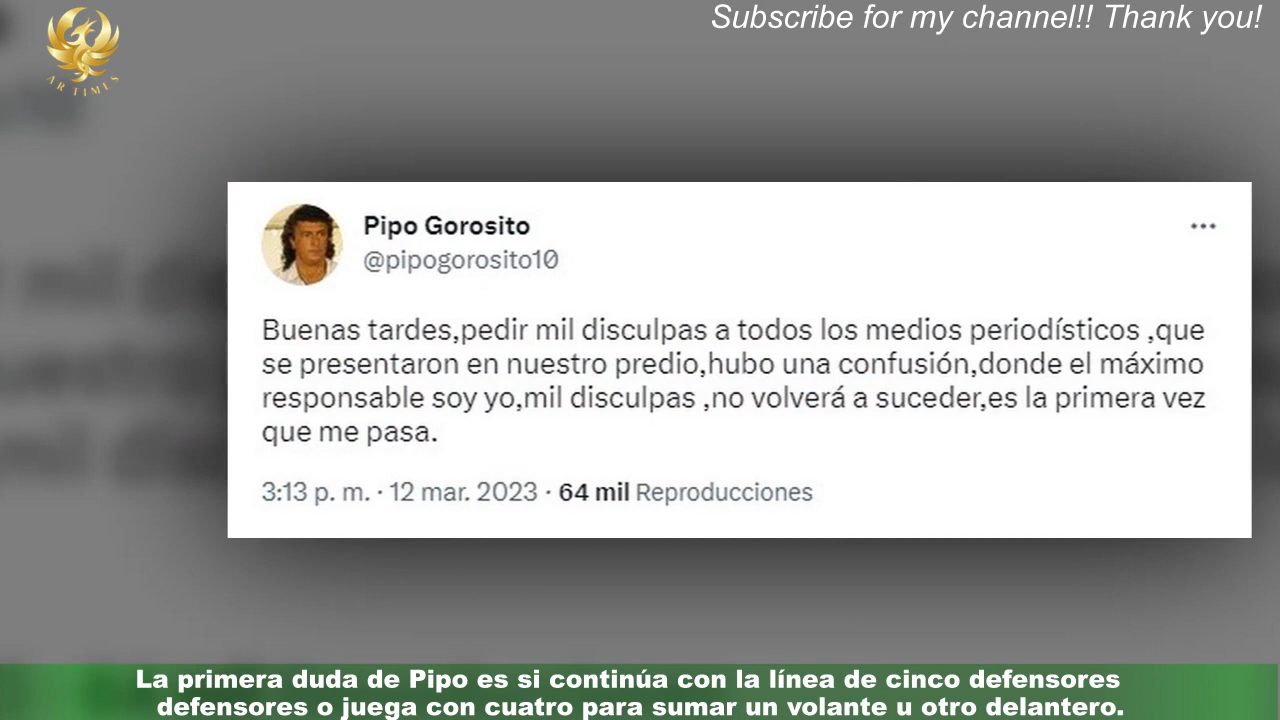 Subscribe for my channel!! Thank you!
AR TIMES
Pipo Gorosito
@pipogorosito10
Buenas tardes,pedir mil disculpas a todos los medios periodísticos ,que
se presentaron en nuestro predio,hubo una confusión,donde el máximo
responsable soy yo,mil disculpas ,no volverá a suceder,es la primera vez
que me pasa.
3:13 p. m. · 12 mar. 2023 · 64 mil Reproducciones
La primera duda de Pipo es si continúa con la línea de cinco defensores
defensores o juega con cuatro para sumar un volante u otro delantero.